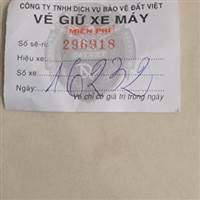 CÔNG TY TNHH DỊCH VỤ BẢO VỆ ĐẤT VIỆT
VÉ GIỮ XE MÁY
MIỄN PHÍ
Số sê-ri: 296918
Hiệu xe:
Số xe: 16232
Vé chỉ có giá trị trong ngày